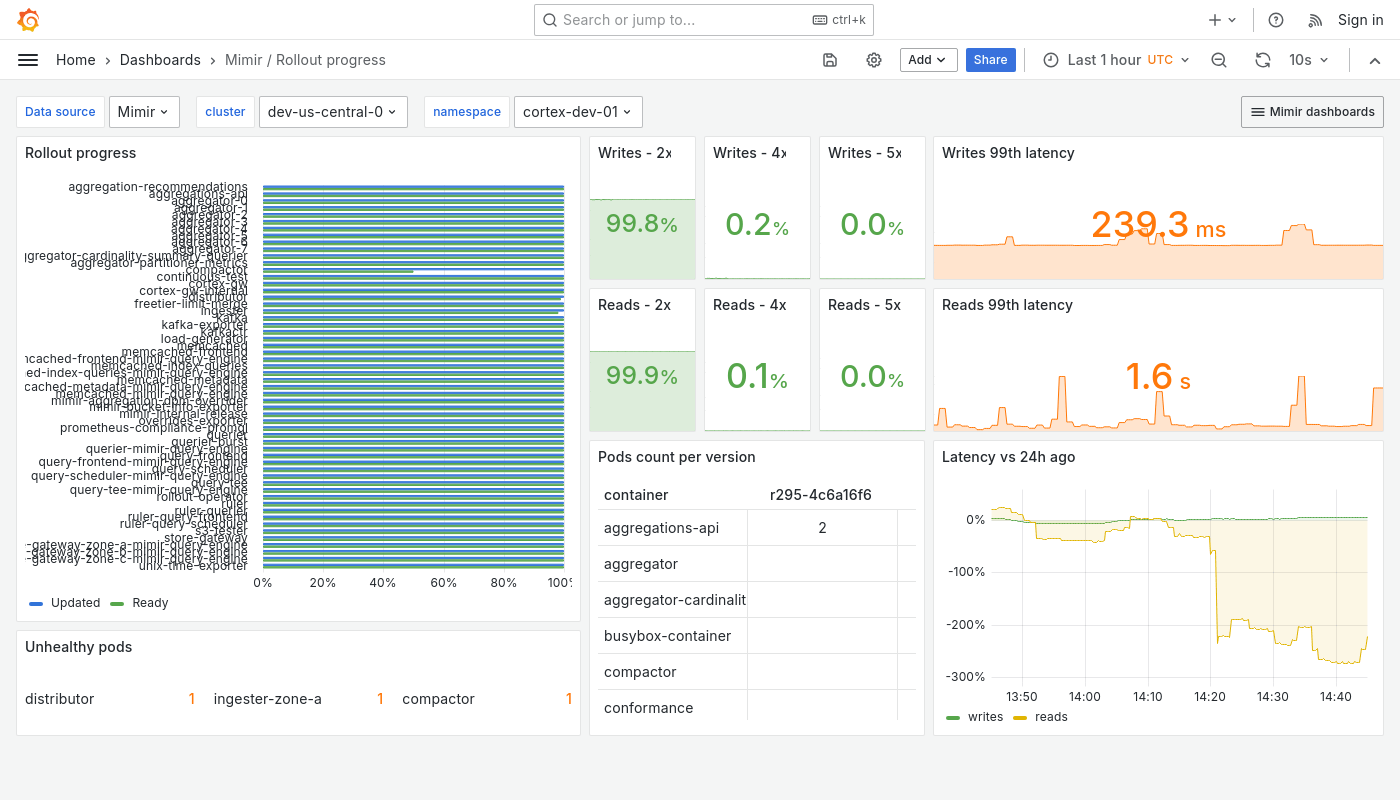 Search or jump to...
ctrl+k
Sign in
Home › Dashboards › Mimir / Rollout progress
Add
Share
Last 1 hour UTC
10s
Data source
Mimir
cluster
dev-us-central-0
namespace
cortex-dev-01
Mimir dashboards
Rollout progress
aggregation-recommendations
aggregations-api
aggregator-0
aggregator-1
aggregator-2
aggregator-3
aggregator-4
aggregator-5
aggregator-6
aggregator-7
ggregator-cardinality-summary-querier
aggregator-partitioner-metrics
compactor
continuous-test
cortex-gw
cortex-gw-internal
distributor
freetier-limit-merge
ingester
kafka
kafka-exporter
kafkactl
load-generator
memcached
memcached-frontend
ncached-frontend-mimir-query-engine
memcached-index-queries
ed-index-queries-mimir-query-engine
memcached-metadata
cached-metadata-mimir-query-engine
memcached-mimir-query-engine
mimir-aggregation-dpm-overrider
mimir-bucket-info-exporter
mimir-internal-release
overrides-exporter
prometheus-compliance-promql
querier
querier-burst
querier-mimir-query-engine
query-frontend
query-frontend-mimir-query-engine
query-scheduler
query-scheduler-mimir-query-engine
query-tee
query-tee-mimir-query-engine
rollout-operator
ruler
ruler-querier
ruler-query-frontend
ruler-query-scheduler
s3-tester
store-gateway
-gateway-zone-a-mimir-query-engine
-gateway-zone-b-mimir-query-engine
-gateway-zone-c-mimir-query-engine
unix-time-exporter
0% 20% 40% 60% 80% 100%
Updated Ready
Unhealthy pods
distributor 1 ingester-zone-a 1 compactor 1
Writes - 2x
99.8%
Writes - 4x
0.2%
Writes - 5x
0.0%
Writes 99th latency
239.3 ms
Reads - 2x
99.9%
Reads - 4x
0.1%
Reads - 5x
0.0%
Reads 99th latency
1.6 s
Pods count per version
container r295-4c6a16f6
aggregations-api 2
aggregator
aggregator-cardinalit
busybox-container
compactor
conformance
Latency vs 24h ago
0%
-100%
-200%
-300%
13:50 14:00 14:10 14:20 14:30 14:40
writes reads